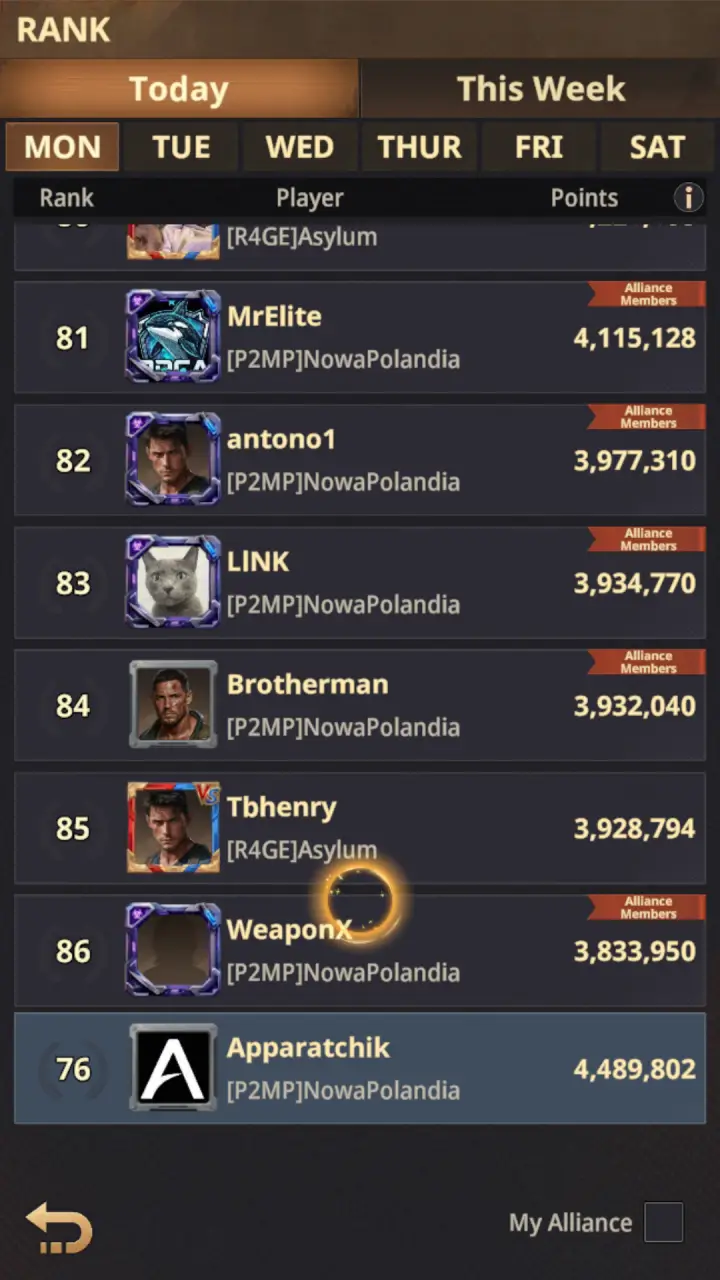 RANK
Today
This Week
MON
TUE
WED
THUR
FRI
SAT
Rank
Player
Points
[R4GE]Asylum
81
MrElite
[P2MP]NowaPolandia
Alliance
Members
4,115,128
82
antono1
[P2MP]NowaPolandia
Alliance
Members
3,977,310
83
LINK
[P2MP]NowaPolandia
Alliance
Members
3,934,770
84
Brotherman
[P2MP]NowaPolandia
Alliance
Members
3,932,040
85
VS
Tbhenry
[R4GE]Asylum
3,928,794
86
WeaponX
[P2MP]NowaPolandia
Alliance
Members
3,833,950
76
Apparatchik
[P2MP]NowaPolandia
4,489,802
My Alliance